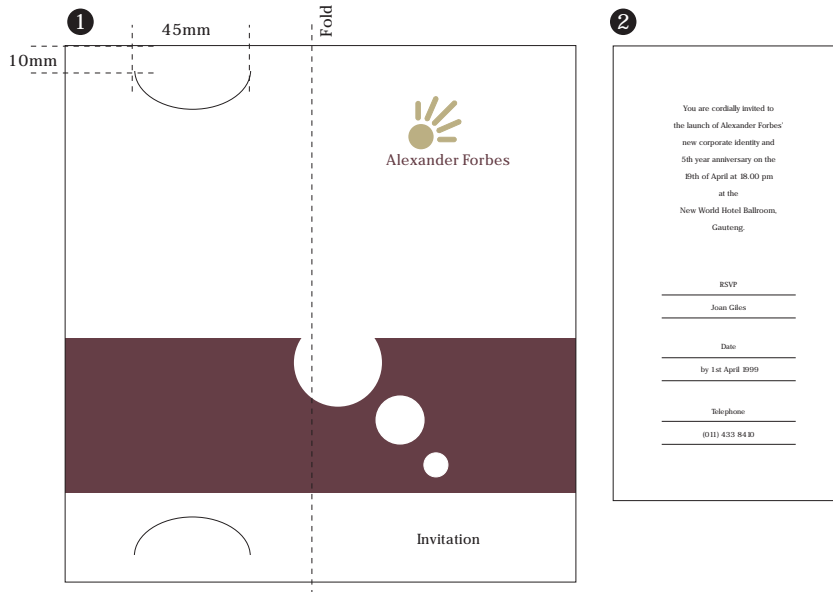 1
45mm
Fold
10mm
Alexander Forbes
Invitation
2
You are cordially invited to
the launch of Alexander Forbes'
new corporate identity and
5th year anniversary on the
19th of April at 18.00 pm
at the
New World Hotel Ballroom,
Gauteng.
RSVP
Joan Giles
Date
by 1st April 1999
Telephone
(011) 433 8410